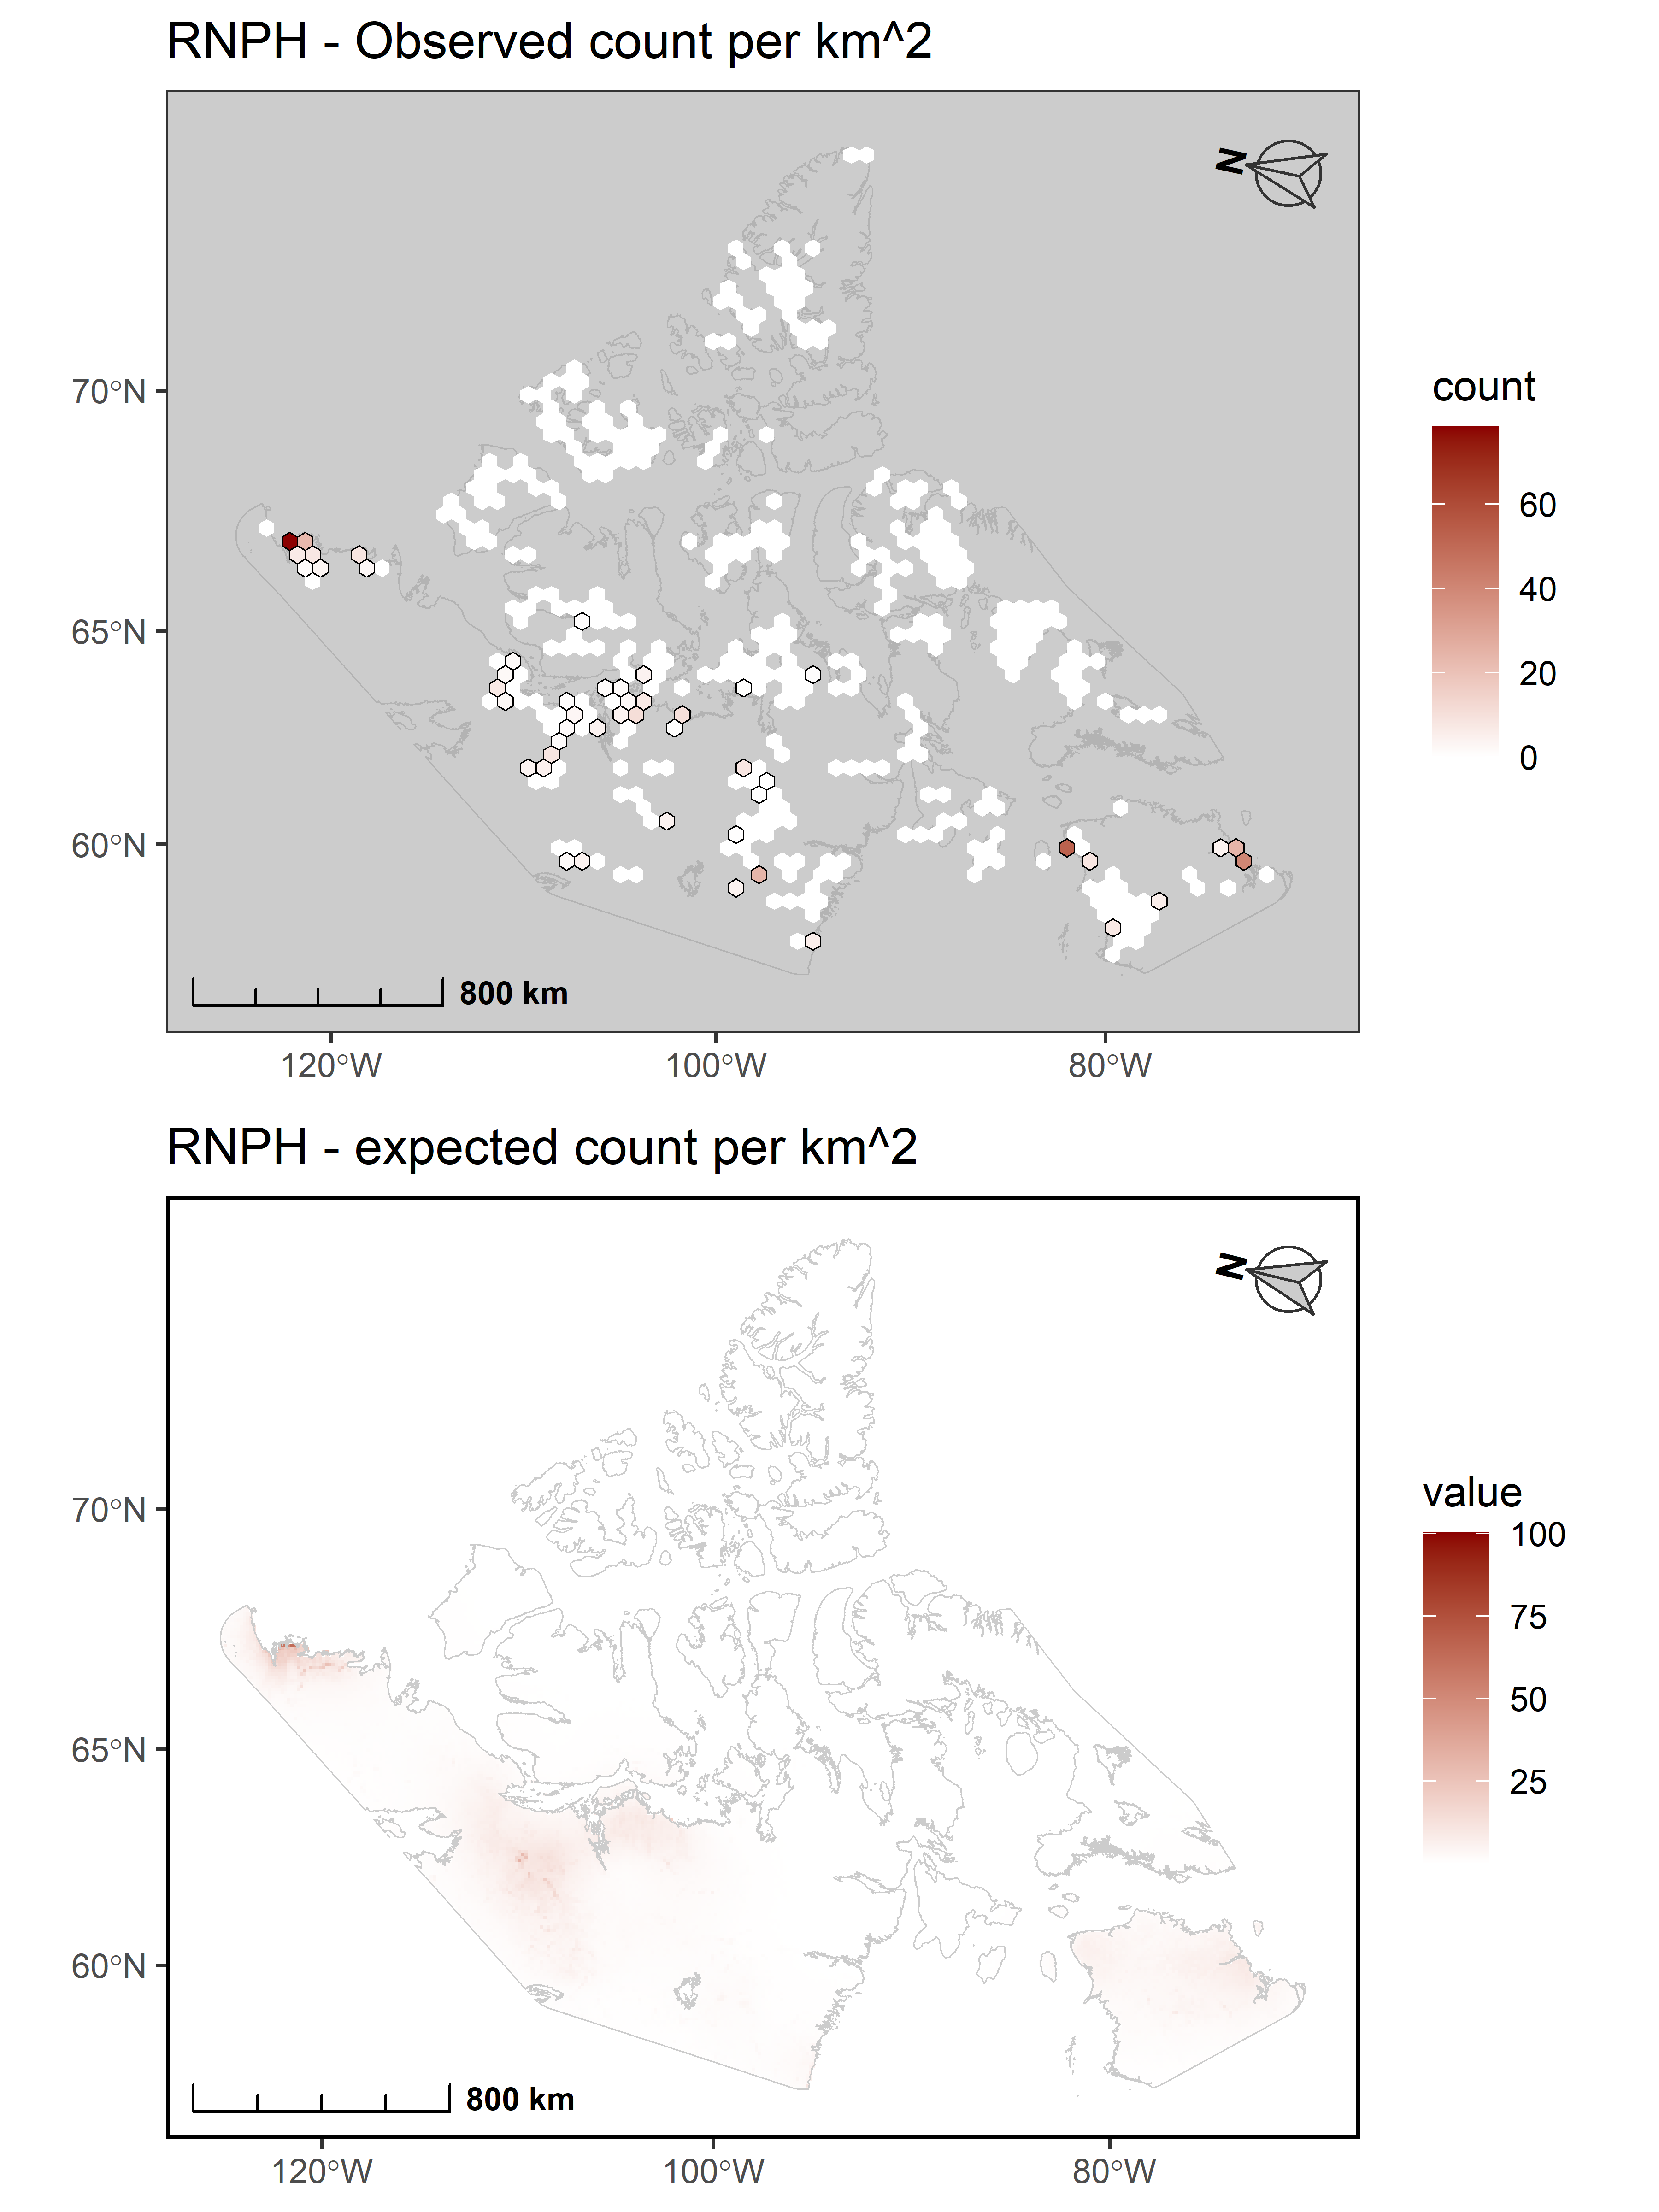 RNPH - Observed count per km^2
N
70°N
65°N
60°N
800 km
120°W
100°W
80°W
count
60
40
20
0
RNPH - expected count per km^2
N
70°N
65°N
60°N
800 km
120°W
100°W
80°W
value
100
75
50
25